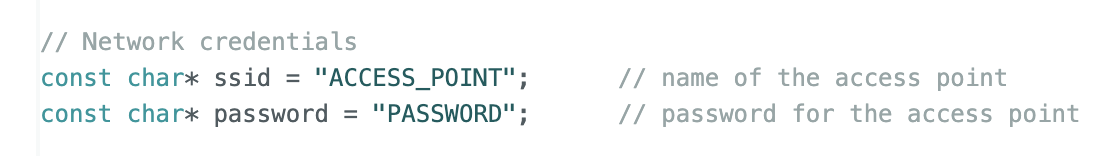 // Network credentials
const char* ssid = "ACCESS_POINT";      // name of the access point
const char* password = "PASSWORD";      // password for the access point